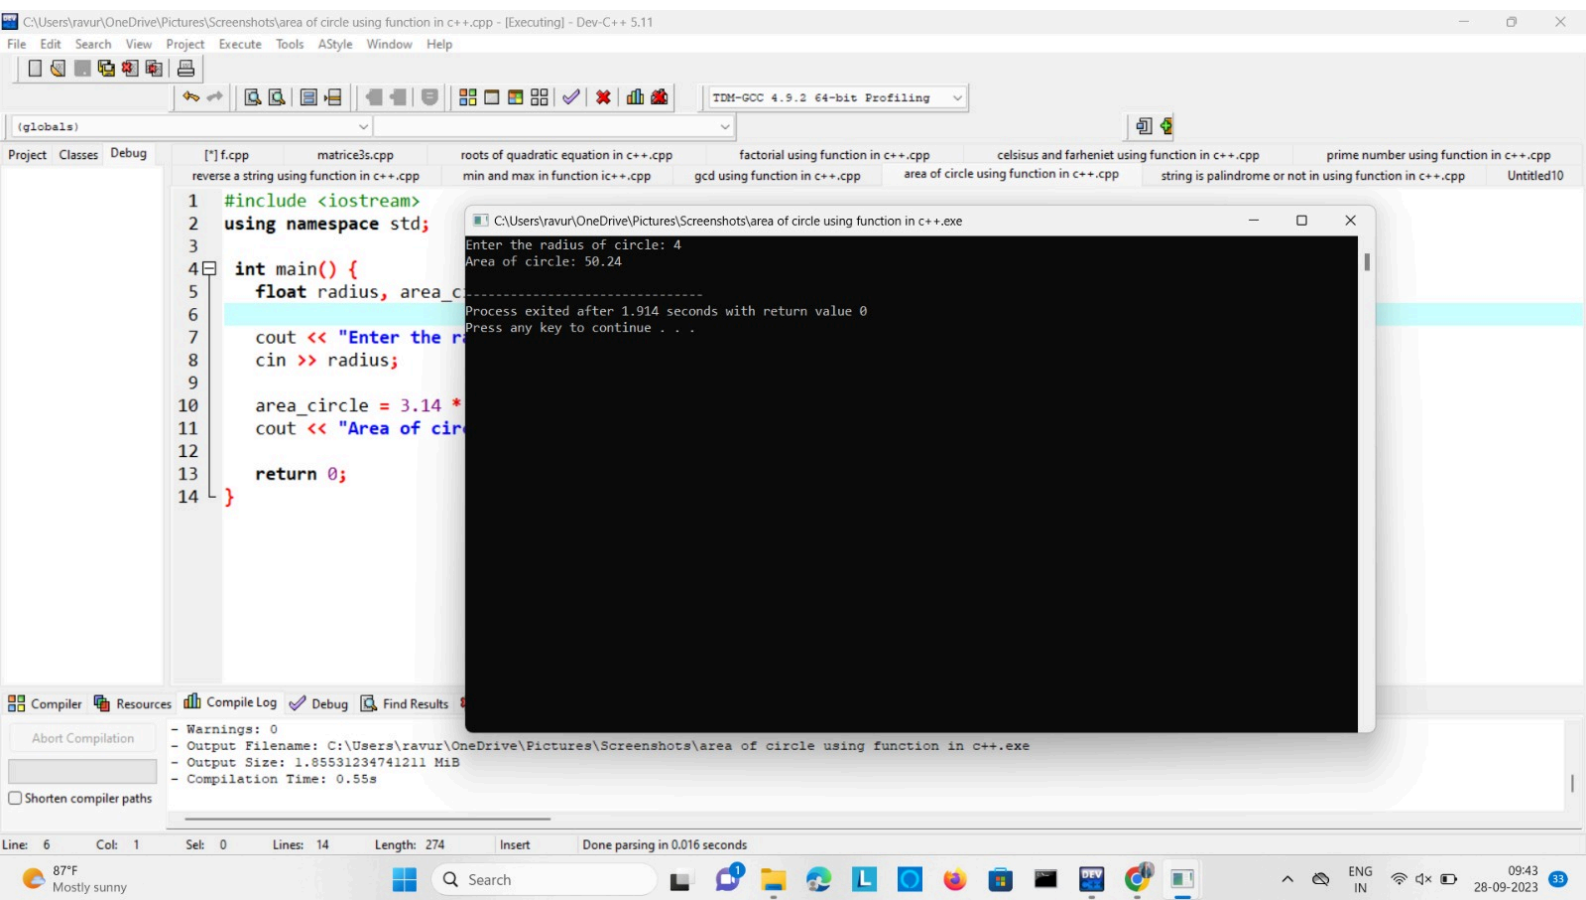 C:\Users\ravur\OneDrive\Pictures\Screenshots\area of circle using function in c++.cpp - [Executing] - Dev-C++ 5.11
File Edit Search View Project Execute Tools AStyle Window Help
TDM-GCC 4.9.2 64-bit Profiling
(globals)
Project Classes Debug
[*] f.cpp matrice3s.cpp roots of quadratic equation in c++.cpp factorial using function in c++.cpp celsisus and farheniet using function in c++.cpp prime number using function in c++.cpp
reverse a string using function in c++.cpp min and max in function ic++.cpp gcd using function in c++.cpp area of circle using function in c++.cpp string is palindrome or not in using function in c++.cpp Untitled10
1 #include <iostream>
2 using namespace std;
3
4 int main() {
5 float radius, area_c
6
7 cout << "Enter the ra
8 cin >> radius;
9
10 area_circle = 3.14 *
11 cout << "Area of circ
12
13 return 0;
14 }
C:\Users\ravur\OneDrive\Pictures\Screenshots\area of circle using function in c++.exe
Enter the radius of circle: 4
Area of circle: 50.24
--------------------------------
Process exited after 1.914 seconds with return value 0
Press any key to continue . . .
Compiler Resources Compile Log Debug Find Results
Abort Compilation
Shorten compiler paths
- Warnings: 0
- Output Filename: C:\Users\ravur\OneDrive\Pictures\Screenshots\area of circle using function in c++.exe
- Output Size: 1.85531234741211 MiB
- Compilation Time: 0.55s
Line: 6 Col: 1 Sel: 0 Lines: 14 Length: 274 Insert Done parsing in 0.016 seconds
87°F
Mostly sunny
Search
1
L
DEV
ENG
IN
09:43
28-09-2023
33